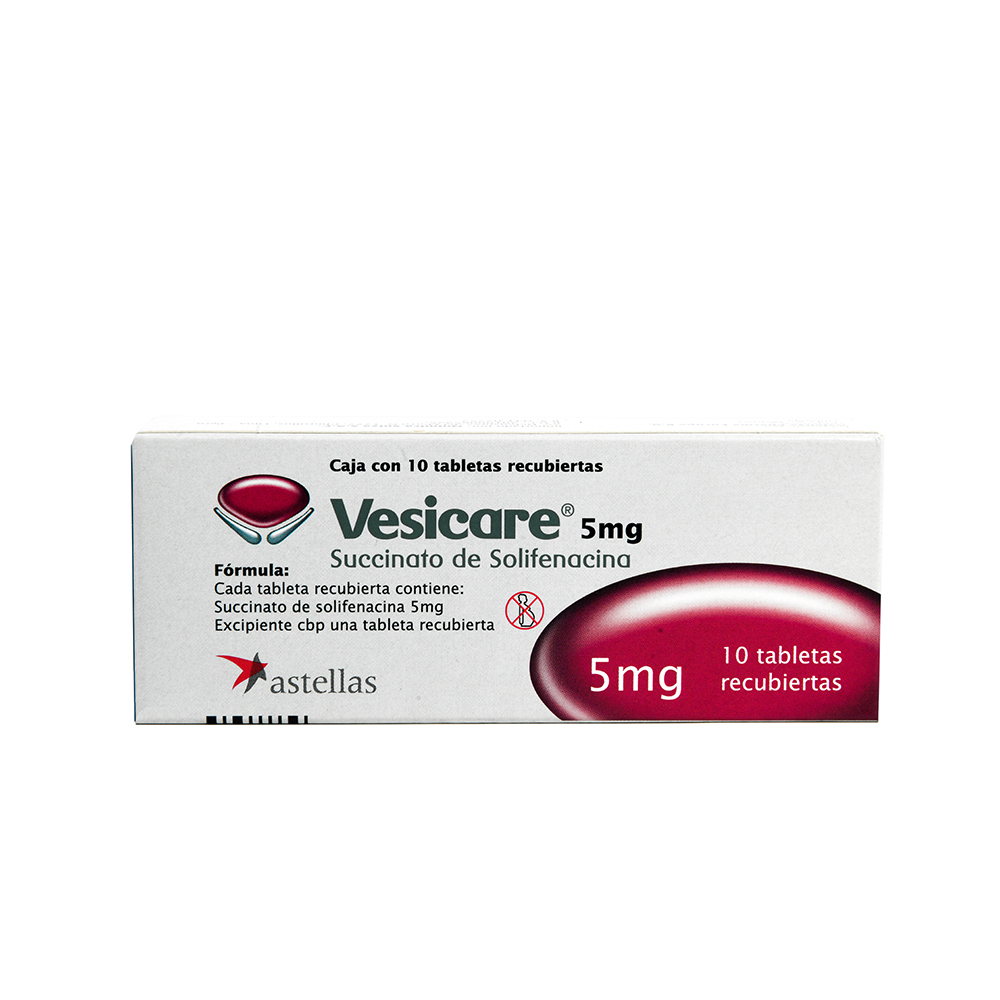 Caja con 10 tabletas recubiertas
Vesicare® 5mg
Succinato de Solifenacina
Fórmula:
Cada tableta recubierta contiene:
Succinato de solifenacina 5mg
Excipiente cbp una tableta recubierta
astellas
5mg
10 tabletas
recubiertas